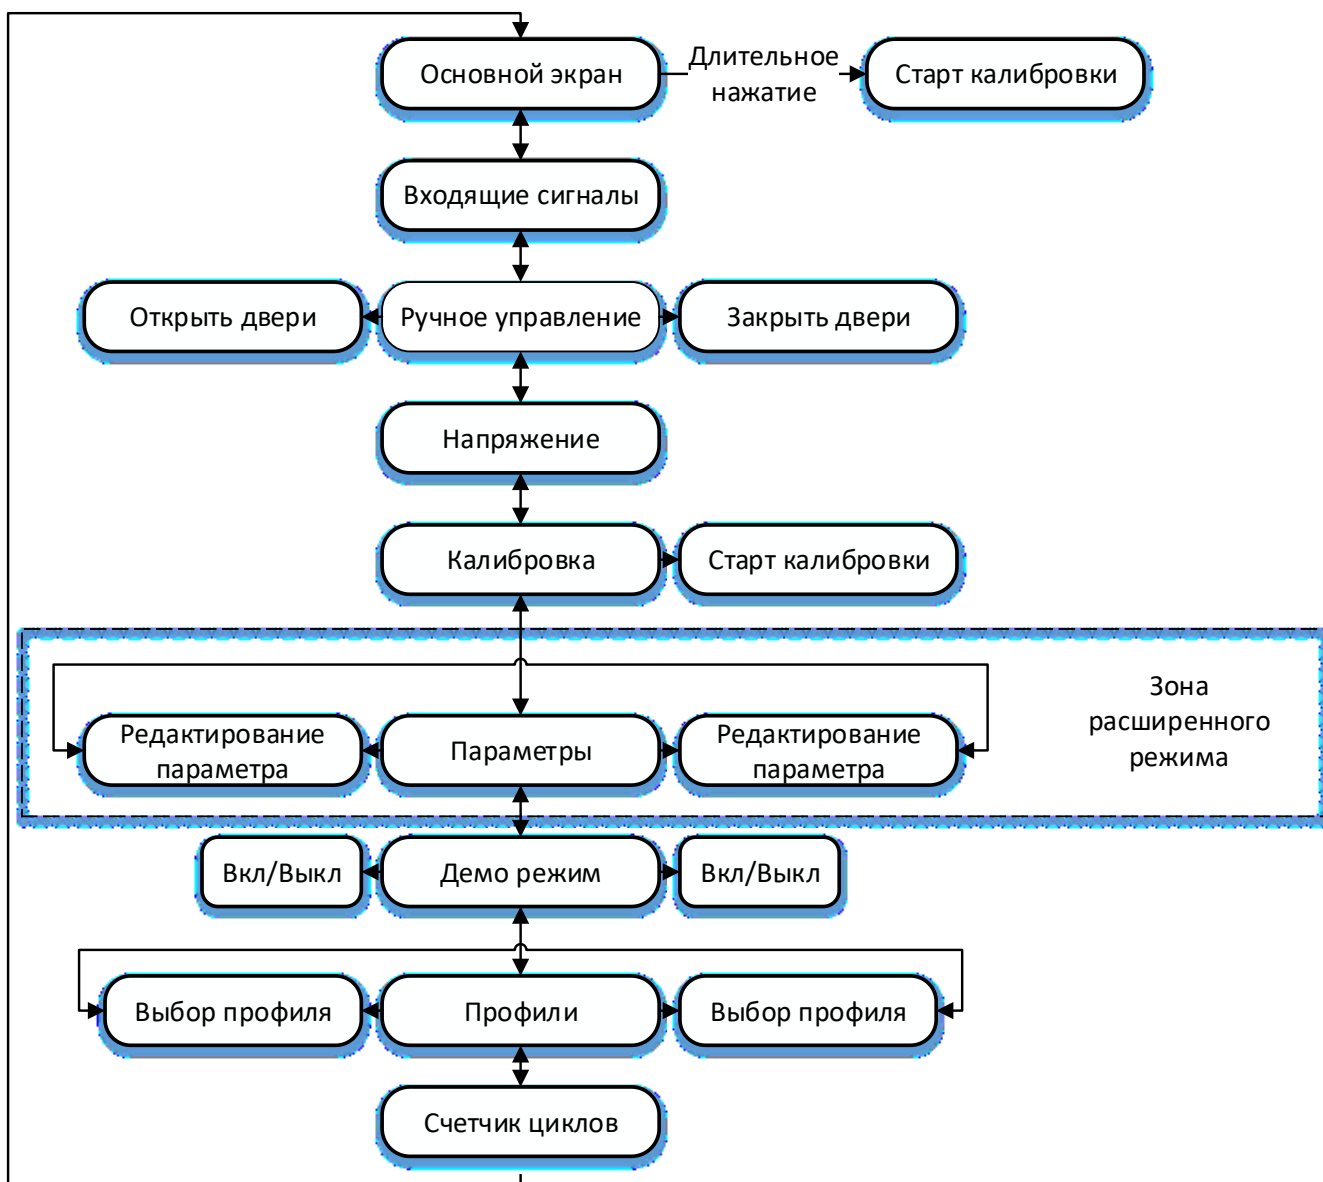 Основной экран
Длительное
нажатие
Старт калибровки
Входящие сигналы
Открыть двери
Ручное управление
Закрыть двери
Напряжение
Калибровка
Старт калибровки
Зона
расширенного
режима
Редактирование
параметра
Параметры
Редактирование
параметра
Вкл/Выкл
Демо режим
Вкл/Выкл
Выбор профиля
Профили
Выбор профиля
Счетчик циклов